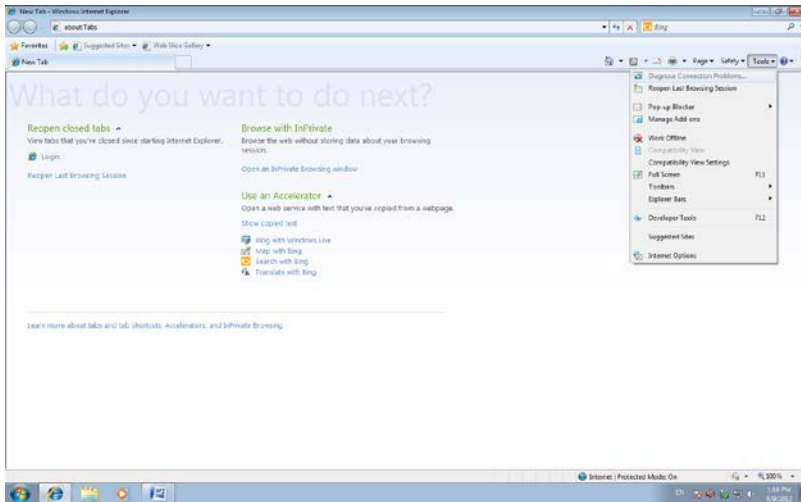 New Tab - Windows Internet Explorer
about:Tabs
Bing
Favorites
Suggested Sites
Web Slice Gallery
New Tab
Page
Safety
Tools
What do you want to do next?
Reopen closed tabs
View tabs that you've closed since starting Internet Explorer.
Login
Reopen Last Browsing Session
Browse with InPrivate
Browse the web without storing data about your browsing
session.
Open an InPrivate Browsing window
Use an Accelerator
Open a web service with text that you've copied from a webpage.
Show copied text
Blog with Windows Live
Map with Bing
Search with Bing
Translate with Bing
Learn more about tabs and tab shortcuts, Accelerators, and InPrivate Browsing
Diagnose Connection Problems...
Reopen Last Browsing Session
Pop-up Blocker
Manage Add-ons
Work Offline
Compatibility View
Compatibility View Settings
Full Screen F11
Toolbars
Explorer Bars
Developer Tools F12
Suggested Sites
Internet Options
Internet | Protected Mode: On
100%
EN